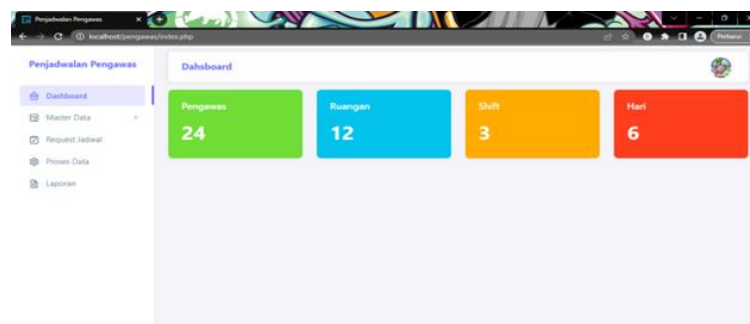 Penjadwalan Pengawas
localhost/pengawas/index.php
Perbarui
Penjadwalan Pengawas
Dahsboard
Dashboard
Master Data
Request Jadwal
Proses Data
Laporan
Pengawas
24
Ruangan
12
Shift
3
Hari
6